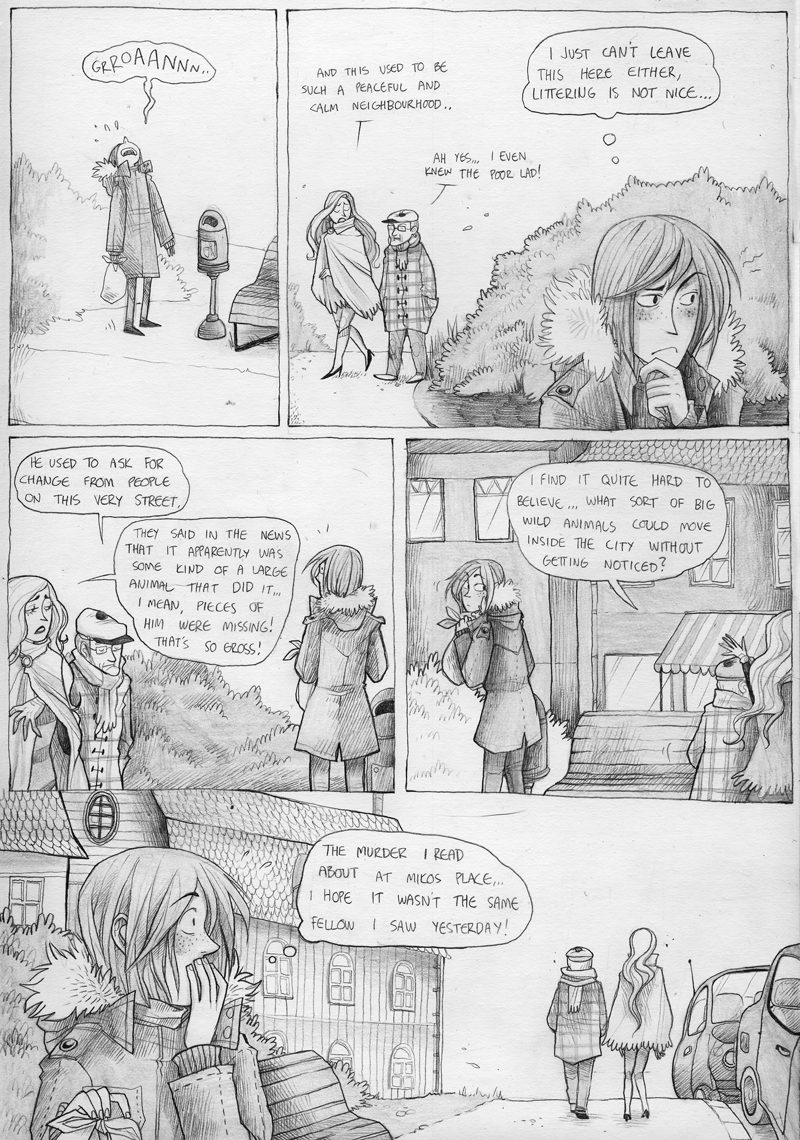 GRROAANNN..
AND THIS USED TO BE
SUCH A PEACEFUL AND
CALM NEIGHBOURHOOD..
AH YES... I EVEN
KNEW THE POOR LAD!
I JUST CAN'T LEAVE
THIS HERE EITHER,
LITTERING IS NOT NICE...
HE USED TO ASK FOR
CHANGE FROM PEOPLE
ON THIS VERY STREET.
THEY SAID IN THE NEWS
THAT IT APPARENTLY WAS
SOME KIND OF A LARGE
ANIMAL THAT DID IT...
I MEAN, PIECES OF
HIM WERE MISSING!
THAT'S SO GROSS!
I FIND IT QUITE HARD TO
BELIEVE... WHAT SORT OF BIG
WILD ANIMALS COULD MOVE
INSIDE THE CITY WITHOUT
GETTING NOTICED?
THE MURDER I READ
ABOUT AT MIKOS PLACE...
I HOPE IT WASN'T THE SAME
FELLOW I SAW YESTERDAY!